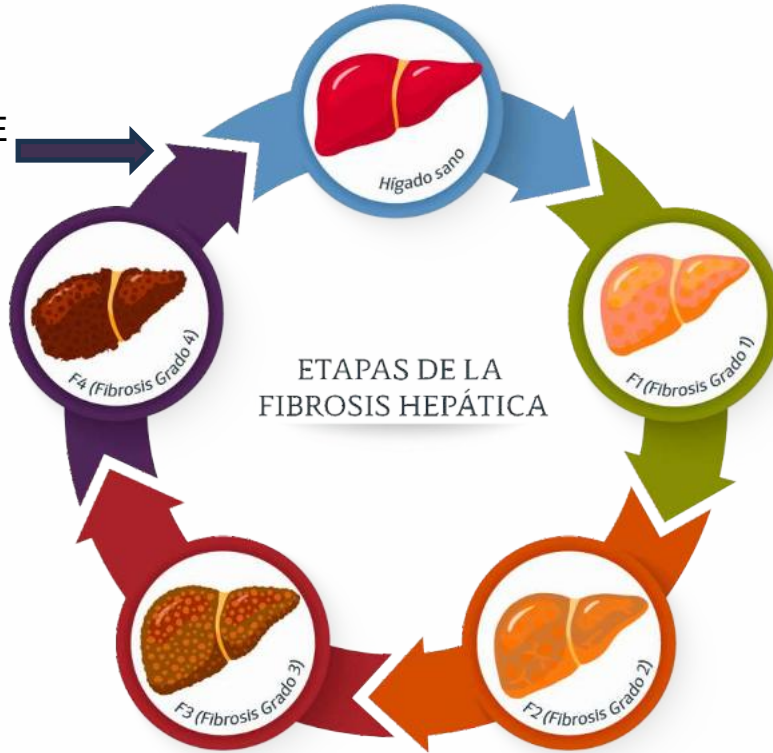 E
Hígado sano
F4 (Fibrosis Grado 4)
F1 (Fibrosis Grado 1)
ETAPAS DE LA
FIBROSIS HEPÁTICA
F3 (Fibrosis Grado 3)
F2 (Fibrosis Grado 2)